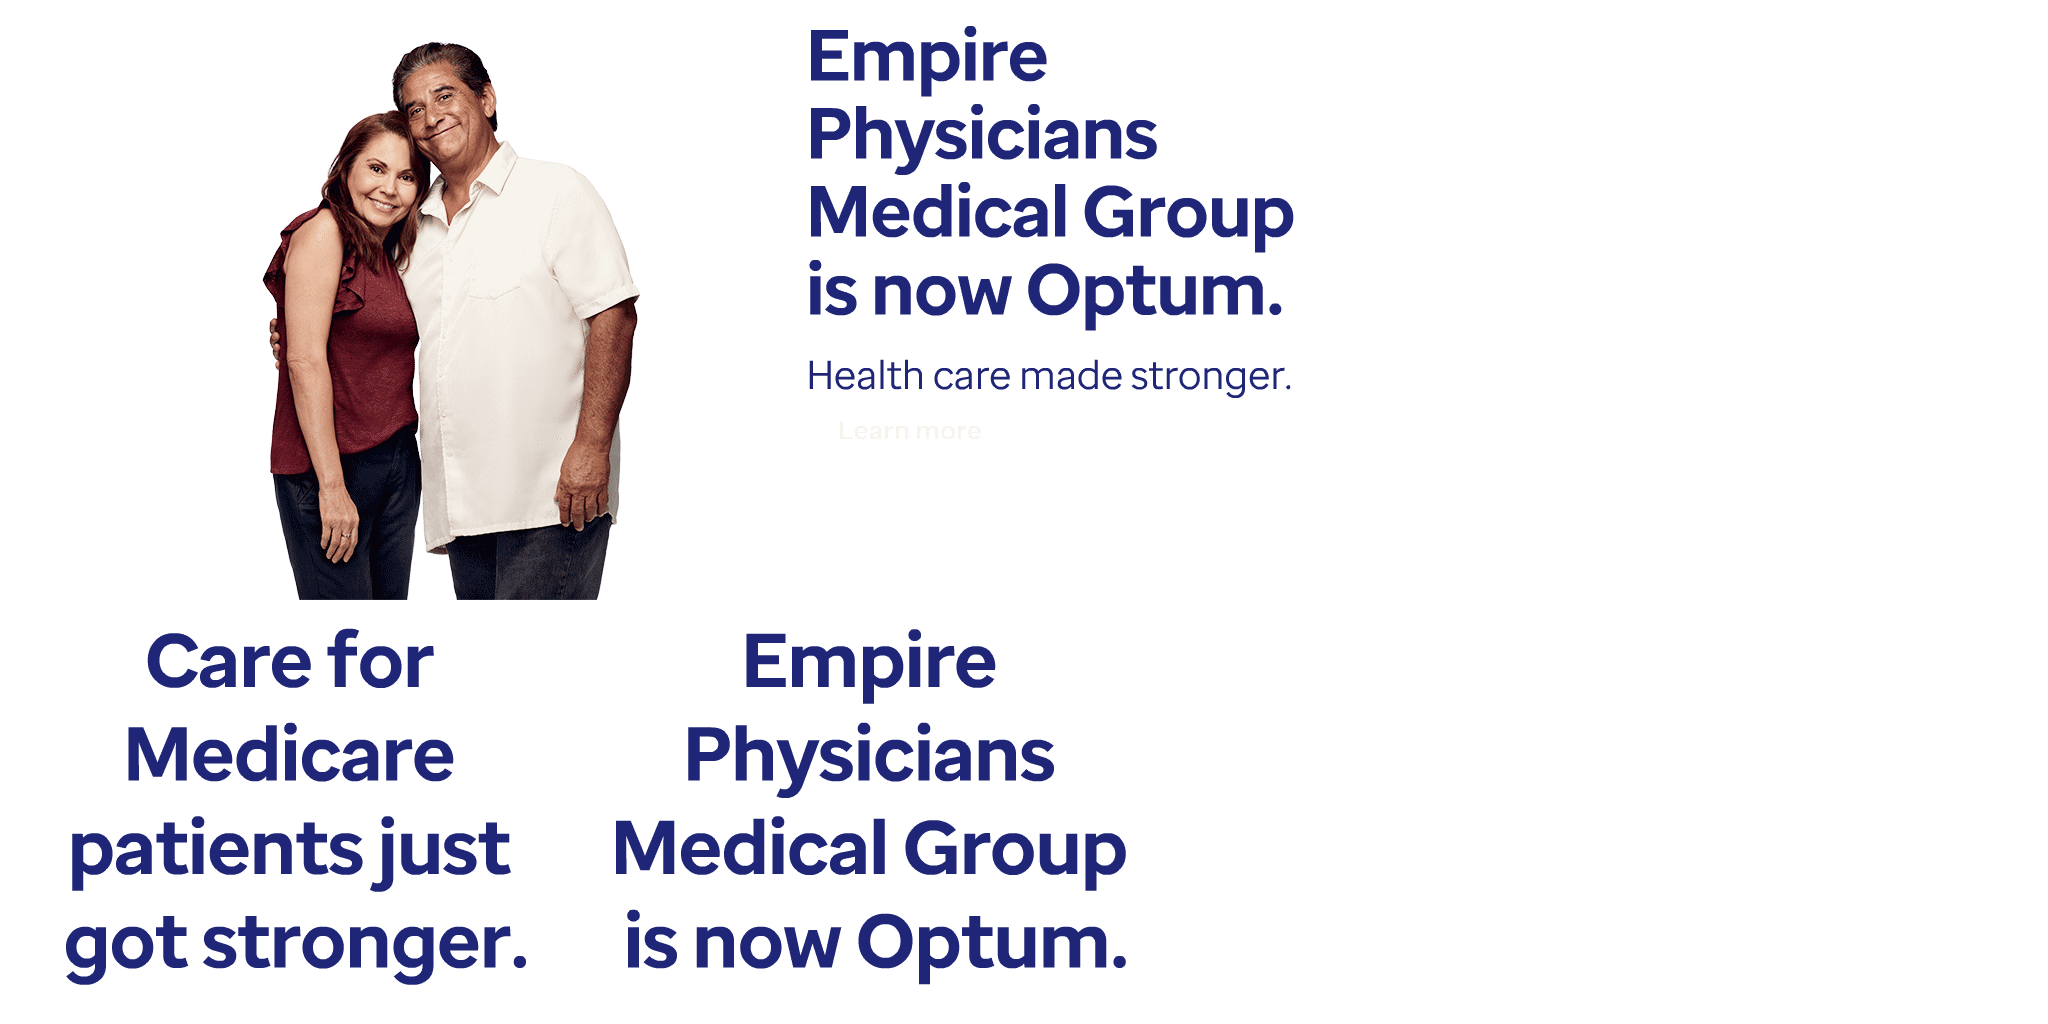 Empire
Physicians
Medical Group
is now Optum.
Health care made stronger.
Learn more
Care for
Medicare
patients just
got stronger.
Empire
Physicians
Medical Group
is now Optum.